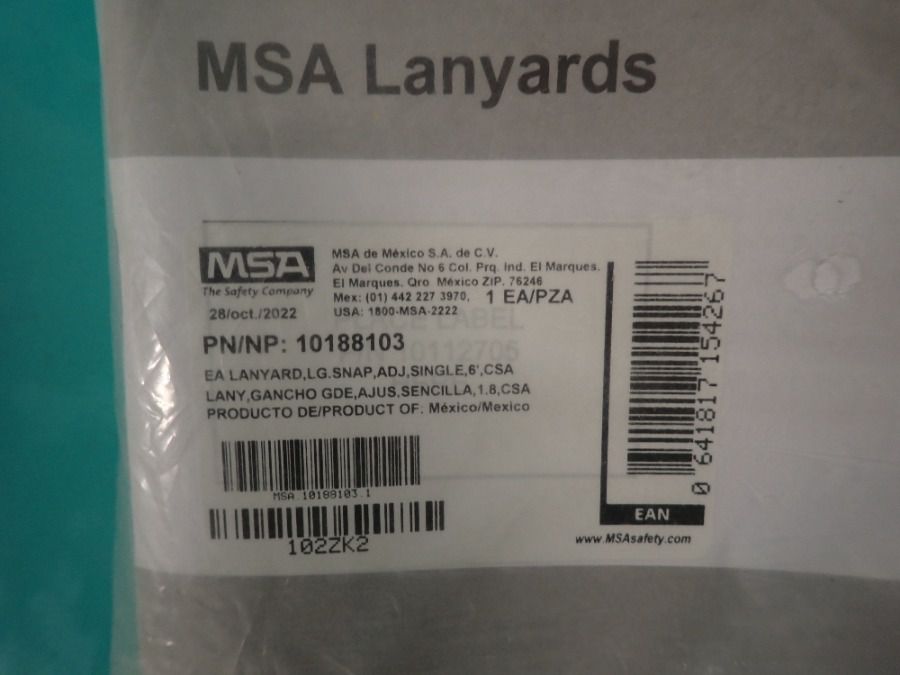 MSA Lanyards
MSA
The Safety Company
28/oct./2022
MSA de México S.A. de C.V.
Av Del Conde No 6 Col. Prq. Ind. El Marques.
El Marques. Qro México ZIP. 76246
Mex: (01) 442 227 3970, 1 EA/PZA
USA: 1800-MSA-2222
PLACE LABEL
10112705
PN/NP: 10188103
EA LANYARD,LG.SNAP,ADJ,SINGLE,6',CSA
LANY,GANCHO GDE,AJUS,SENCILLA,1.8,CSA
PRODUCTO DE/PRODUCT OF: México/Mexico
MSA.10188103.1
102ZK2
0 641817 154267
EAN
www.MSAsafety.com